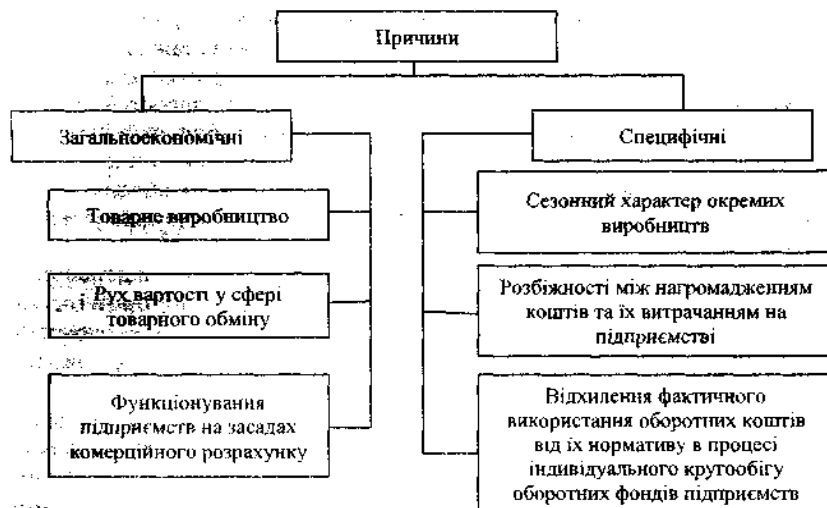 Причини
Загальноекономічні
Товарне виробництво
Рух вартості у сфері
товарного обміну
Функціонування
підприємств на засадах
комерційного розрахунку
Специфічні
Сезонний характер окремих
виробництв
Розбіжності між нагромадженням
коштів та їх витрачанням на
підприємстві
Відхилення фактичного
використання оборотних коштів
від їх нормативу в процесі
індивідуального кругообігу
оборотних фондів підприємств